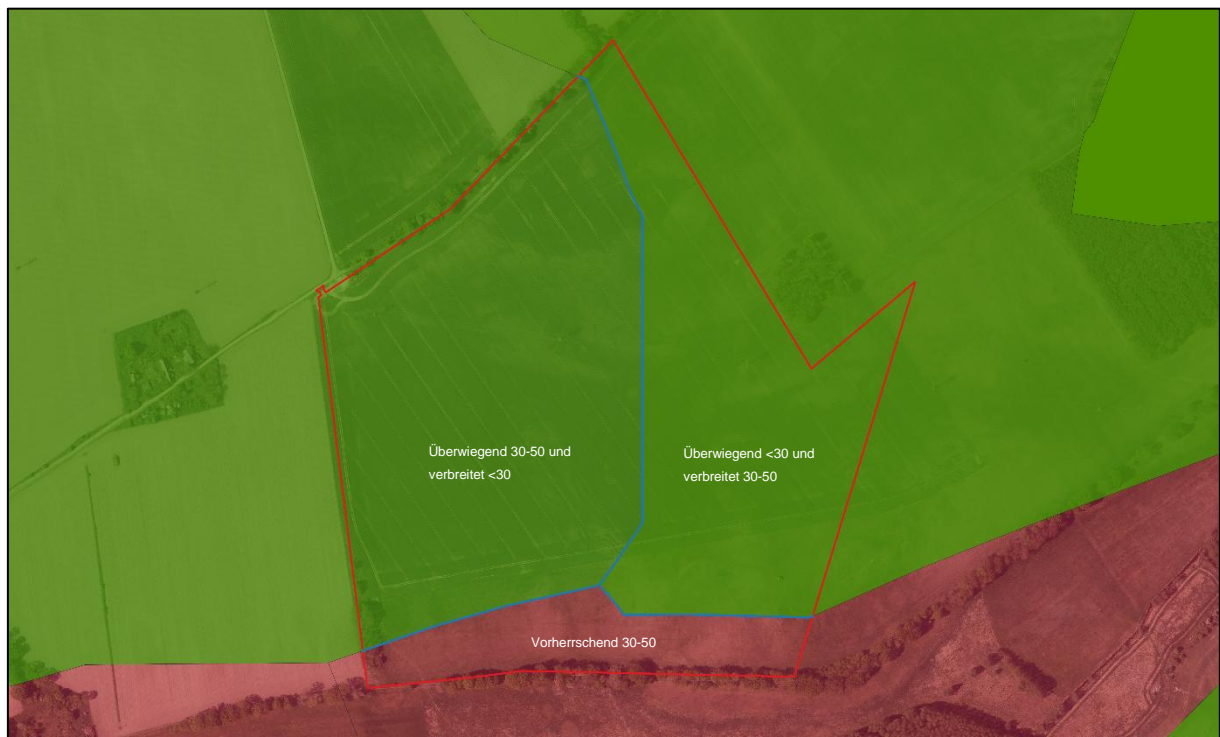 Überwiegend 30-50 und
verbreitet <30
Überwiegend <30 und
verbreitet 30-50
Vorherrschend 30-50